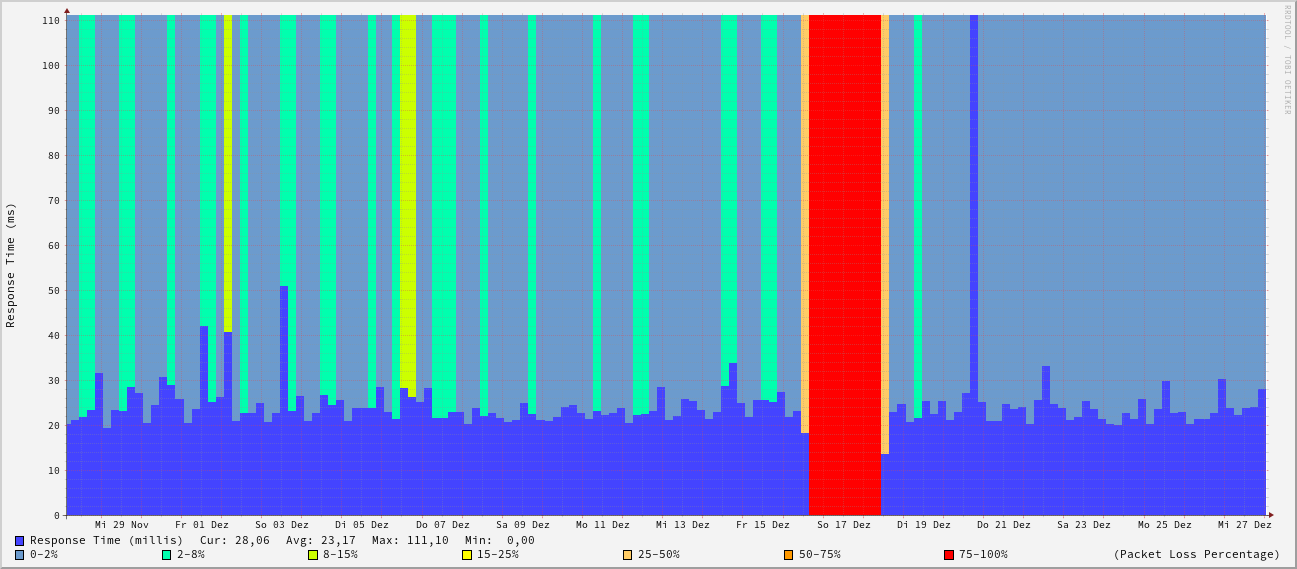 RRDTOOL / TOBI OETIKER
Response Time (ms)
110
100
90
80
70
60
50
40
30
20
10
0
Mi 29 Nov Fr 01 Dez So 03 Dez Di 05 Dez Do 07 Dez Sa 09 Dez Mo 11 Dez Mi 13 Dez Fr 15 Dez So 17 Dez Di 19 Dez Do 21 Dez Sa 23 Dez Mo 25 Dez Mi 27 Dez
Response Time (millis) Cur: 28,06 Avg: 23,17 Max: 111,10 Min: 0,00
0-2% 2-8% 8-15% 15-25% 25-50% 50-75% 75-100% (Packet Loss Percentage)